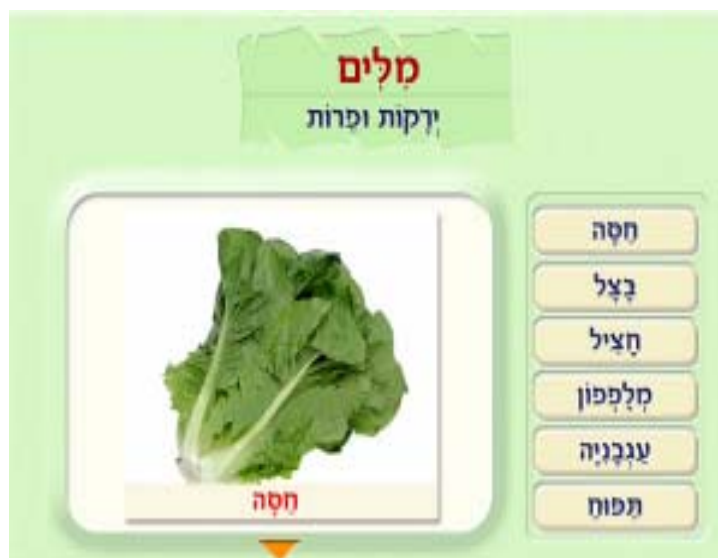 מִלִּים
יְרָקוֹת וּפֵרוֹת
חַסָּה
בָּצָל
חָצִיל
מְלָפְפוֹן
עַגְבָנִיָּה
תַּפּוּחַ
חַסָּה